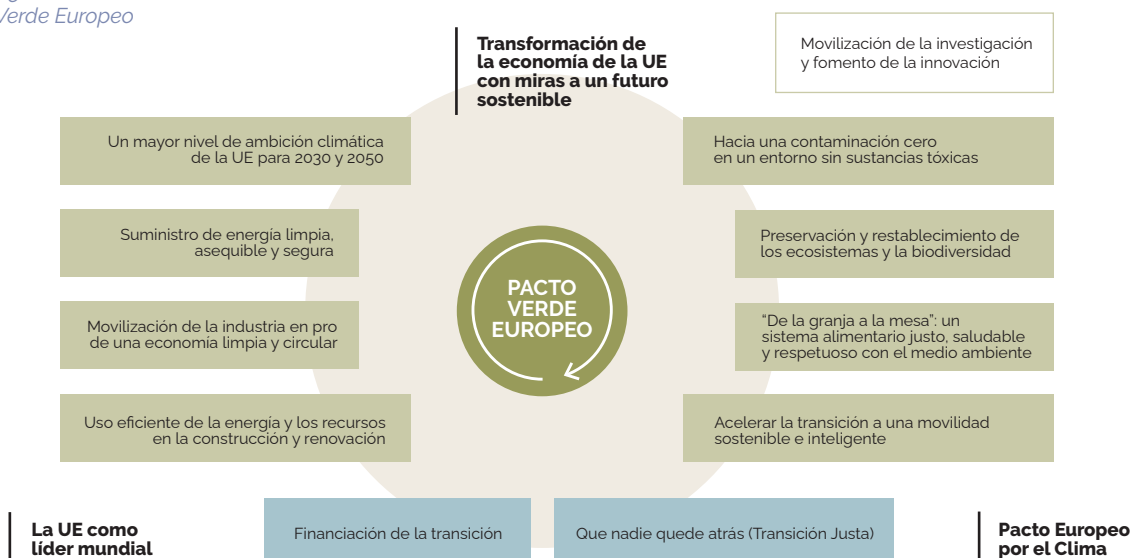 Verde Europeo
Transformación de
la economía de la UE
con miras a un futuro
sostenible
Movilización de la investigación
y fomento de la innovación
Un mayor nivel de ambición climática
de la UE para 2030 y 2050
Hacia una contaminación cero
en un entorno sin sustancias tóxicas
Suministro de energía limpia,
asequible y segura
Preservación y restablecimiento de
los ecosistemas y la biodiversidad
PACTO
VERDE
EUROPEO
Movilización de la industria en pro
de una economía limpia y circular
“De la granja a la mesa”: un
sistema alimentario justo, saludable
y respetuoso con el medio ambiente
Uso eficiente de la energía y los recursos
en la construcción y renovación
Acelerar la transición a una movilidad
sostenible e inteligente
La UE como
líder mundial
Financiación de la transición
Que nadie quede atrás (Transición Justa)
Pacto Europeo
por el Clima